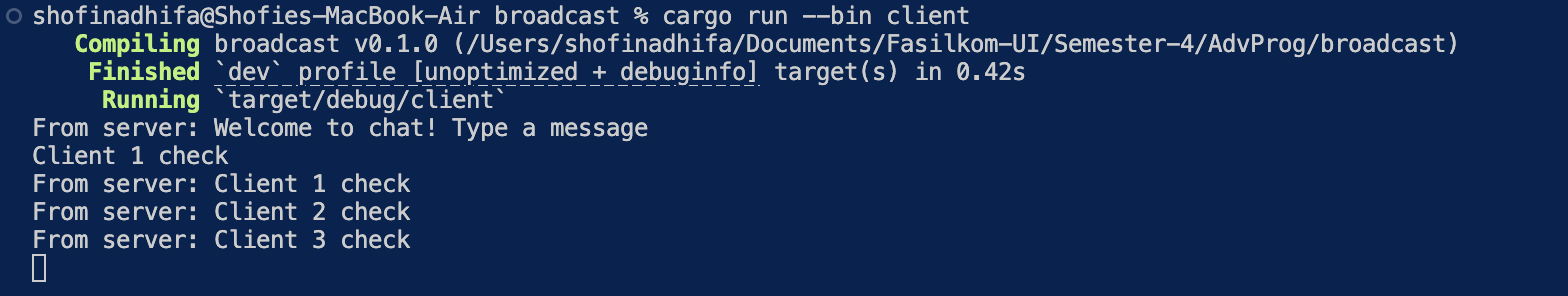 shofinadhifa@Shofies-MacBook-Air broadcast % cargo run --bin client
Compiling broadcast v0.1.0 (/Users/shofinadhifa/Documents/Fasilkom-UI/Semester-4/AdvProg/broadcast)
Finished `dev` profile [unoptimized + debuginfo] target(s) in 0.42s
Running `target/debug/client`
From server: Welcome to chat! Type a message
Client 1 check
From server: Client 1 check
From server: Client 2 check
From server: Client 3 check